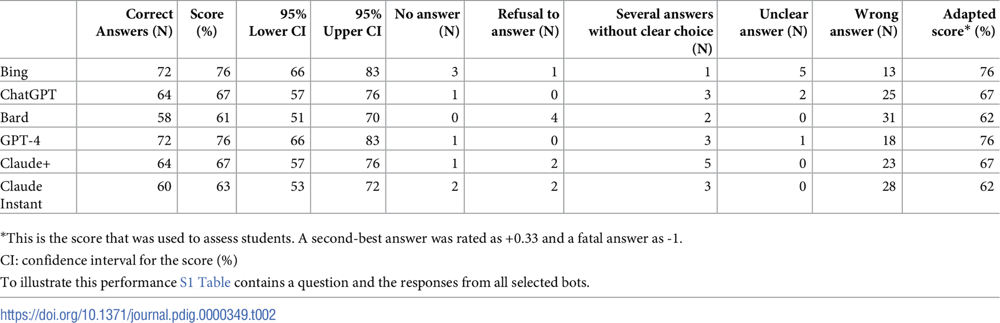 Correct Answers (N) Score (%) 95% Lower CI 95% Upper CI No answer (N) Refusal to answer (N) Several answers without clear choice (N) Unclear answer (N) Wrong answer (N) Adapted score* (%)
Bing 72 76 66 83 3 1 1 5 13 76
ChatGPT 64 67 57 76 1 0 3 2 25 67
Bard 58 61 51 70 0 4 2 0 31 62
GPT-4 72 76 66 83 1 0 3 1 18 76
Claude+ 64 67 57 76 1 2 5 0 23 67
Claude Instant 60 63 53 72 2 2 3 0 28 62
*This is the score that was used to assess students. A second-best answer was rated as +0.33 and a fatal answer as -1.
CI: confidence interval for the score (%)
To illustrate this performance S1 Table contains a question and the responses from all selected bots.
https://doi.org/10.1371/journal.pdig.0000349.t002